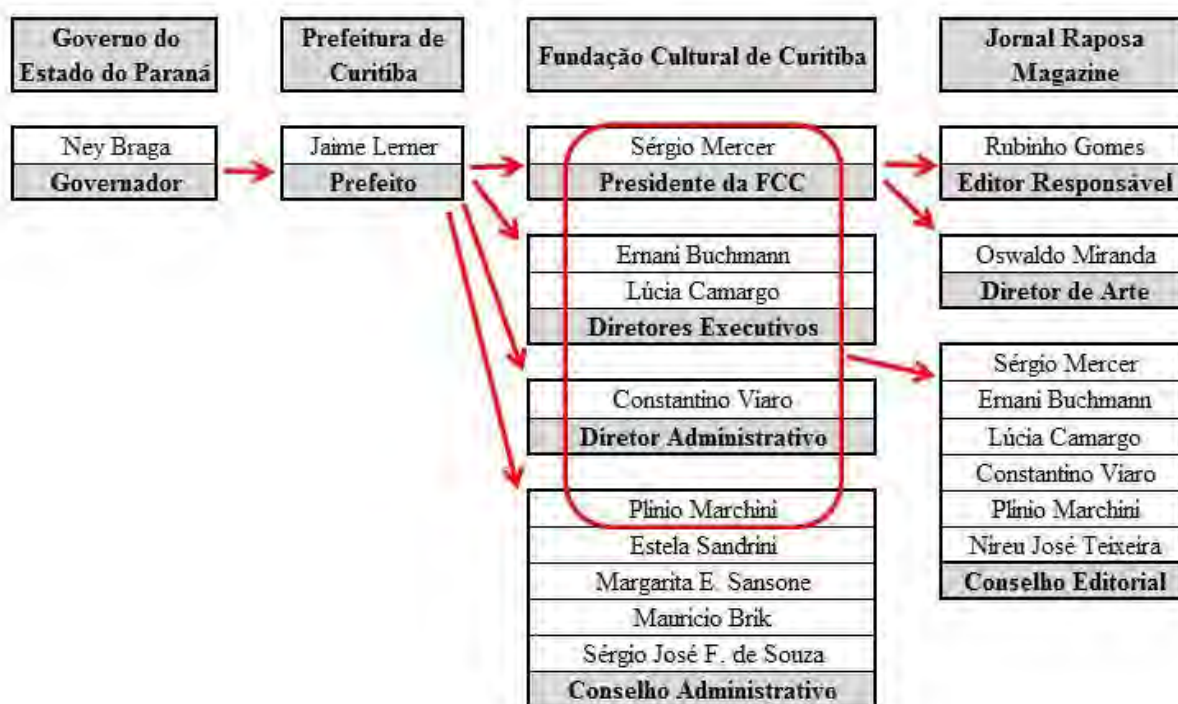 Governo do
Estado do Paraná
Prefeitura de
Curitiba
Fundação Cultural de Curitiba
Jornal Raposa
Magazine
Ney Braga
Governador
Jaime Lerner
Prefeito
Sérgio Mercer
Presidente da FCC
Ernani Buchmann
Lúcia Camargo
Diretores Executivos
Constantino Viaro
Diretor Administrativo
Plinio Marchini
Estela Sandrini
Margarita E. Sansone
Mauricio Brik
Sérgio José F. de Souza
Conselho Administrativo
Rubinho Gomes
Editor Responsável
Oswaldo Miranda
Diretor de Arte
Sérgio Mercer
Ernani Buchmann
Lúcia Camargo
Constantino Viaro
Plinio Marchini
Nireu José Teixeira
Conselho Editorial